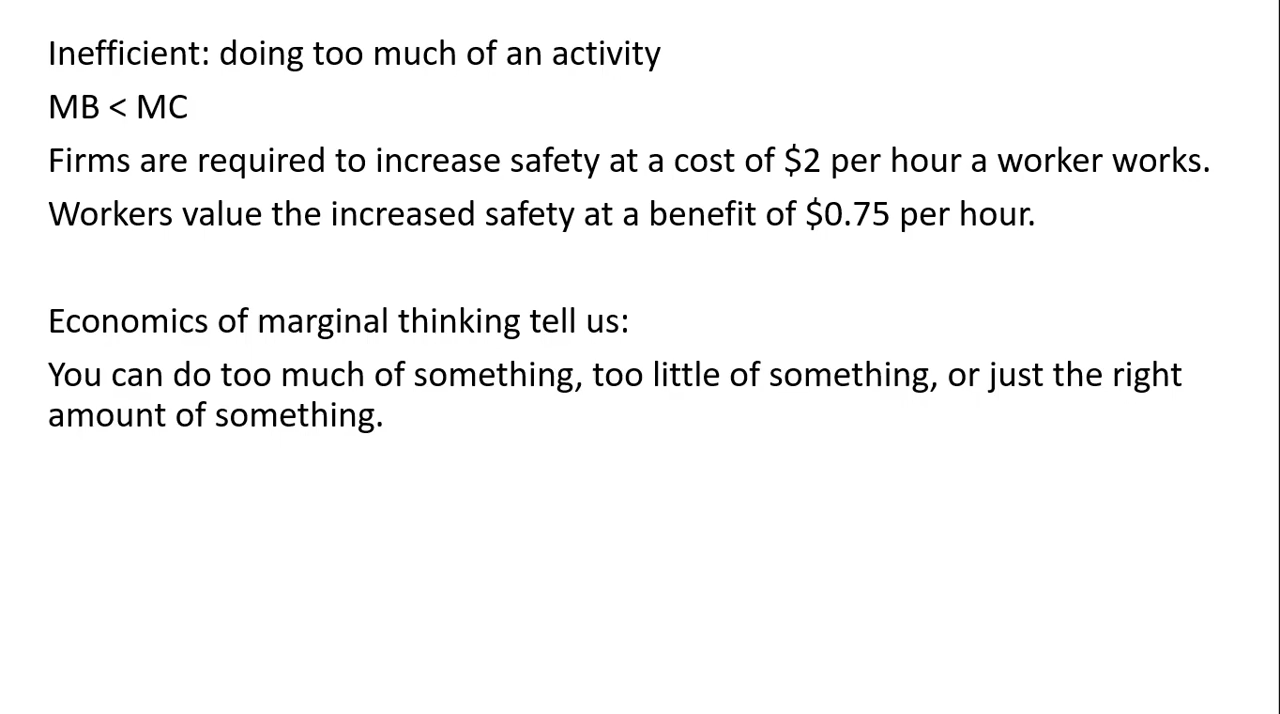 Inefficient: doing too much of an activity
MB < MC
Firms are required to increase safety at a cost of $2 per hour a worker works.
Workers value the increased safety at a benefit of $0.75 per hour.
Economics of marginal thinking tell us:
You can do too much of something, too little of something, or just the right
amount of something.